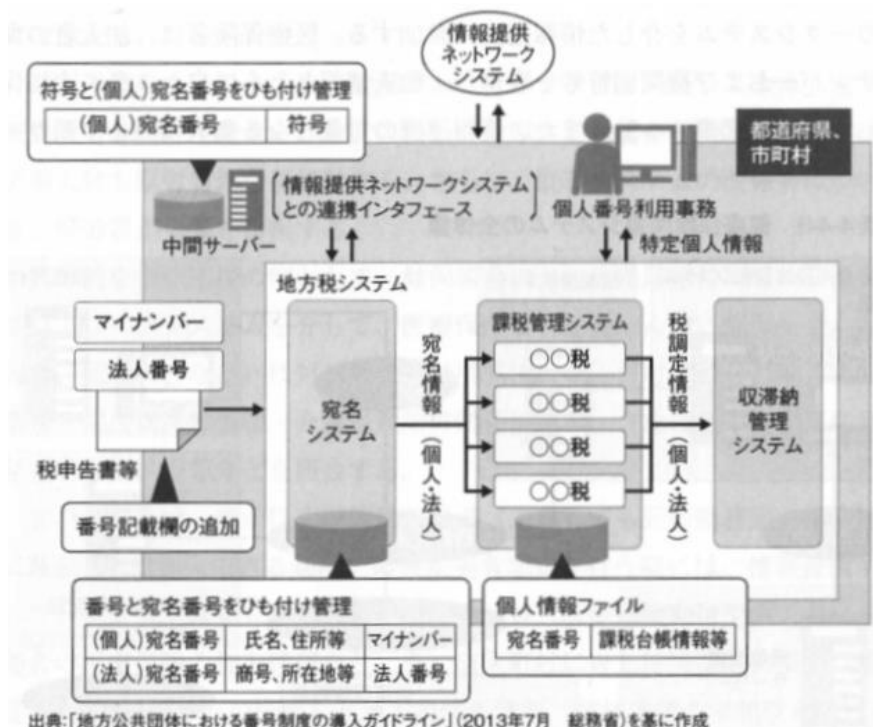 情報提供
ネットワーク
システム
符号と(個人)宛名番号をひも付け管理
(個人)宛名番号 符号
都道府県、
市町村
情報提供ネットワークシステム
との連携インタフェース
中間サーバー
個人番号利用事務
特定個人情報
地方税システム
マイナンバー
法人番号
税申告書等
番号記載欄の追加
宛名
システム
宛名情報(個人・法人)
課税管理システム
〇〇税
〇〇税
〇〇税
〇〇税
税調定情報(個人・法人)
収滞納
管理
システム
番号と宛名番号をひも付け管理
(個人)宛名番号 氏名、住所等 マイナンバー
(法人)宛名番号 商号、所在地等 法人番号
個人情報ファイル
宛名番号 課税台帳情報等
出典:「地方公共団体における番号制度の導入ガイドライン」(2013年7月 総務省)を基に作成